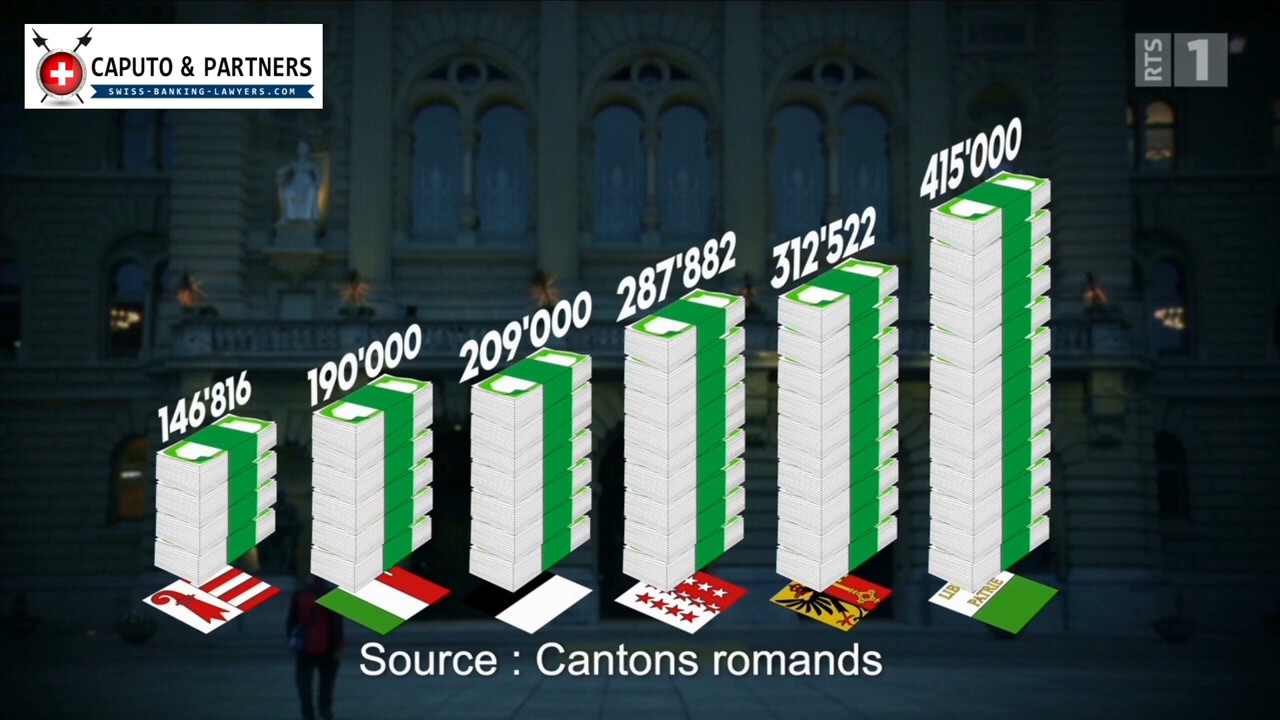 CAPUTO & PARTNERS
SWISS-BANKING-LAWYERS.COM
RTS 1
415'000
312'522
287'882
209'000
190'000
146'816
LIB
PATRIE
Source : Cantons romands